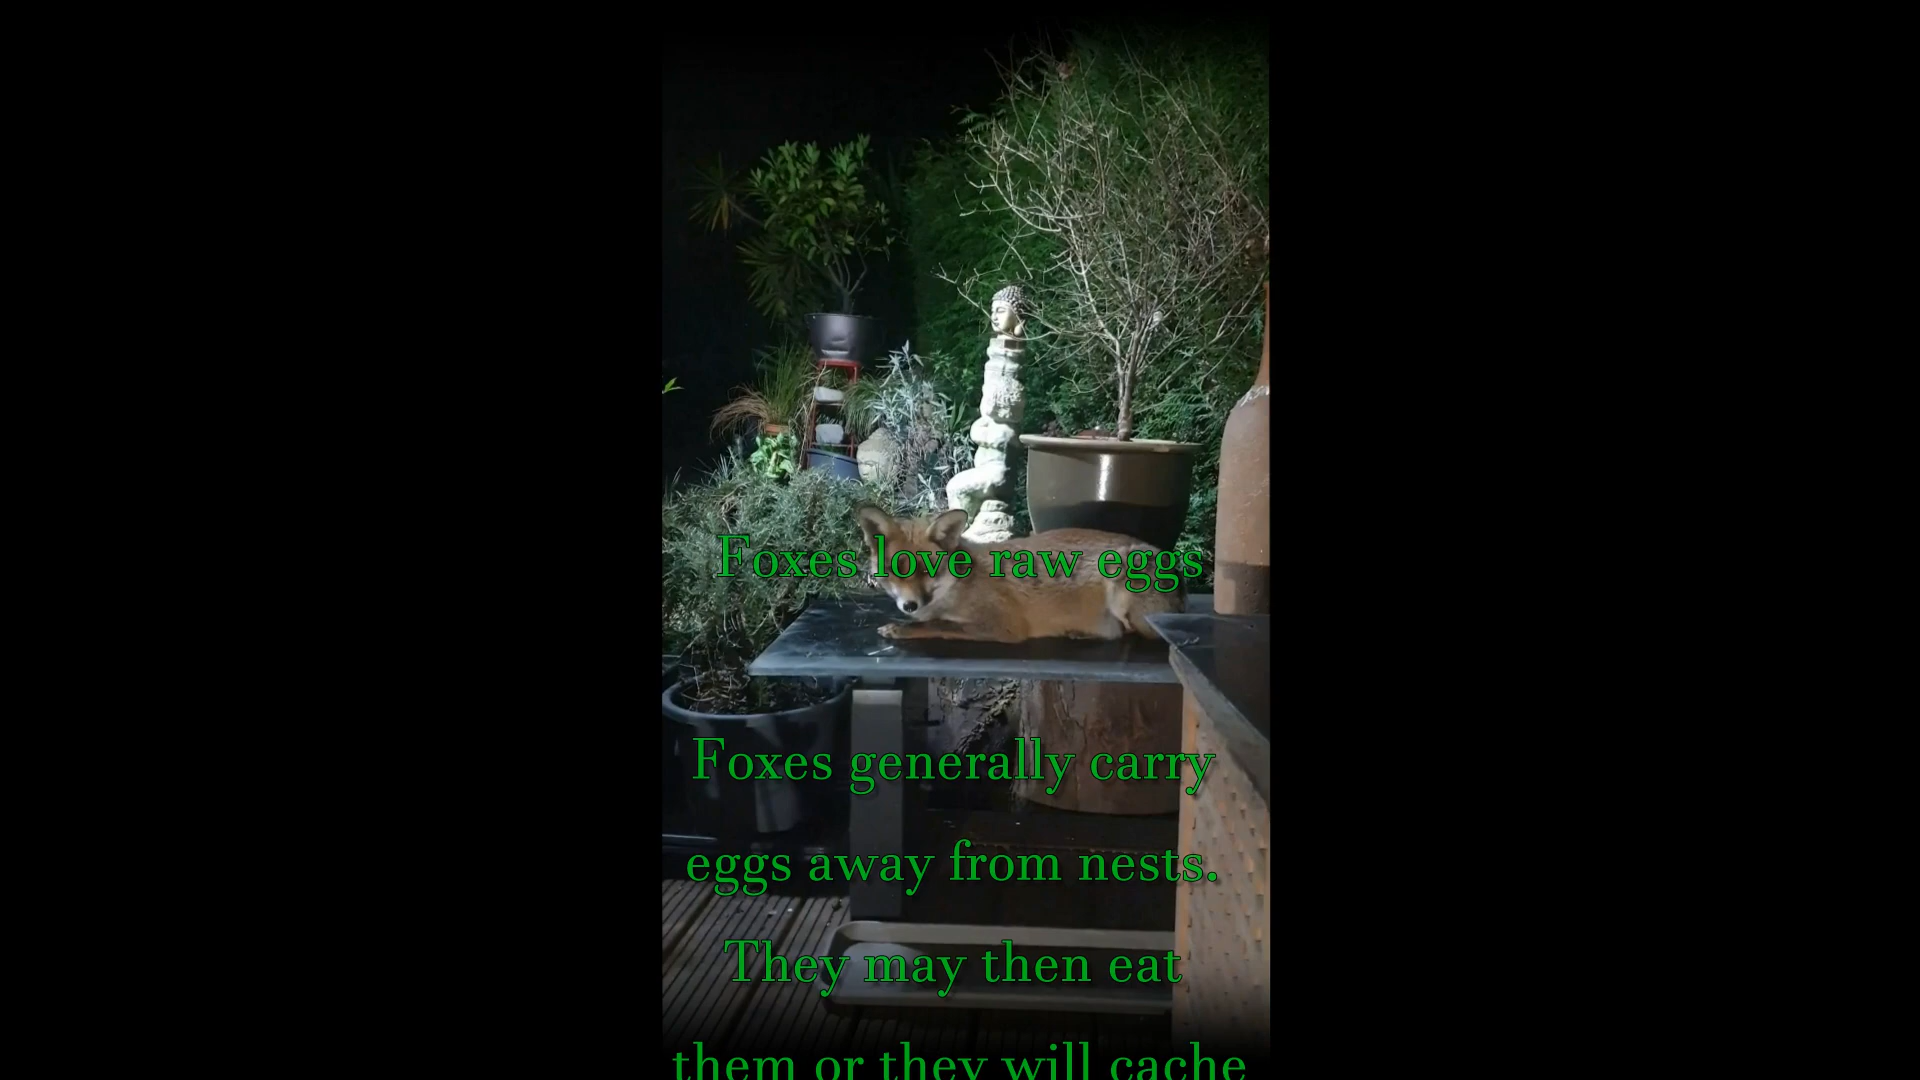 Foxes love raw eggs
Foxes generally carry
eggs away from nests.
They may then eat
them or they will cache